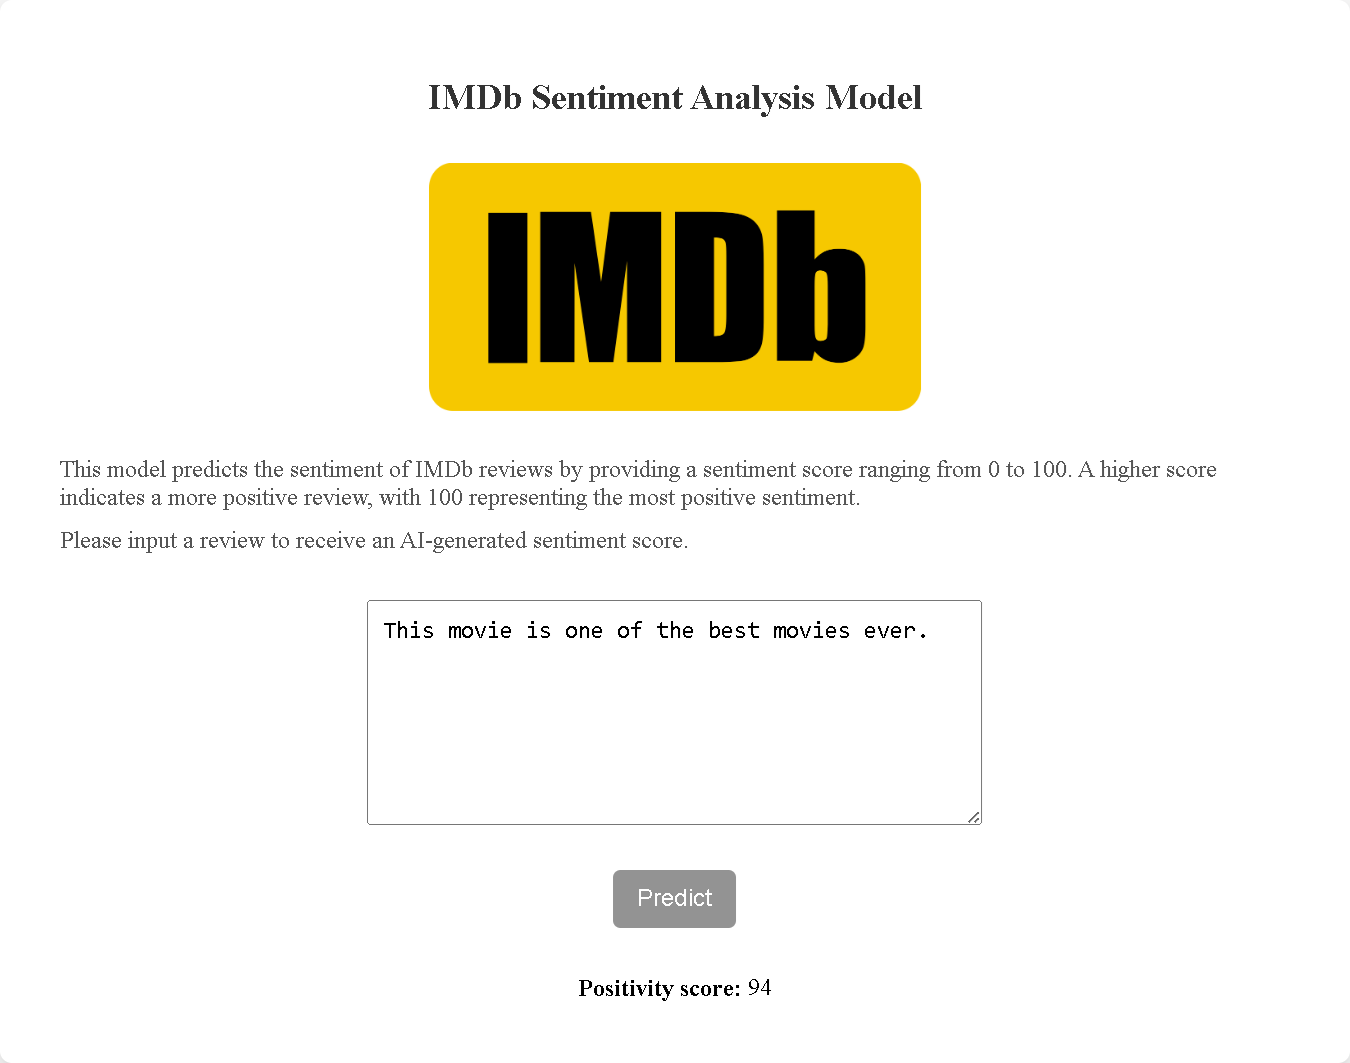 IMDb Sentiment Analysis Model
IMDb
This model predicts the sentiment of IMDb reviews by providing a sentiment score ranging from 0 to 100. A higher score
indicates a more positive review, with 100 representing the most positive sentiment.
Please input a review to receive an AI-generated sentiment score.
This movie is one of the best movies ever.
Predict
Positivity score: 94